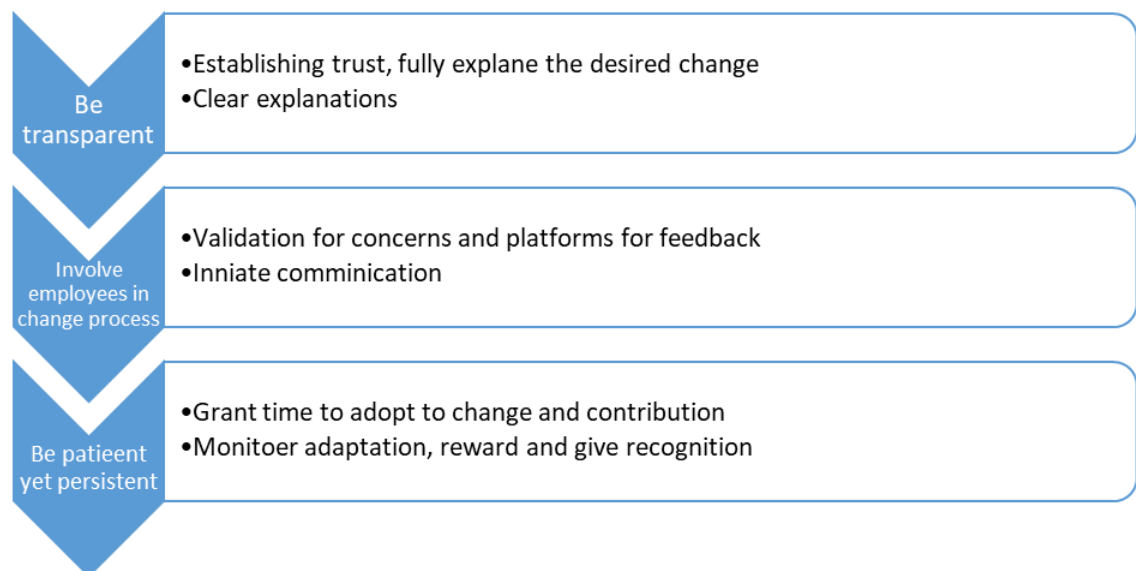 Be
transparent
•Establishing trust, fully explane the desired change
•Clear explanations
Involve
employees in
change process
•Validation for concerns and platforms for feedback
•Inniate comminication
Be patieent
yet persistent
•Grant time to adopt to change and contribution
•Monitoer adaptation, reward and give recognition